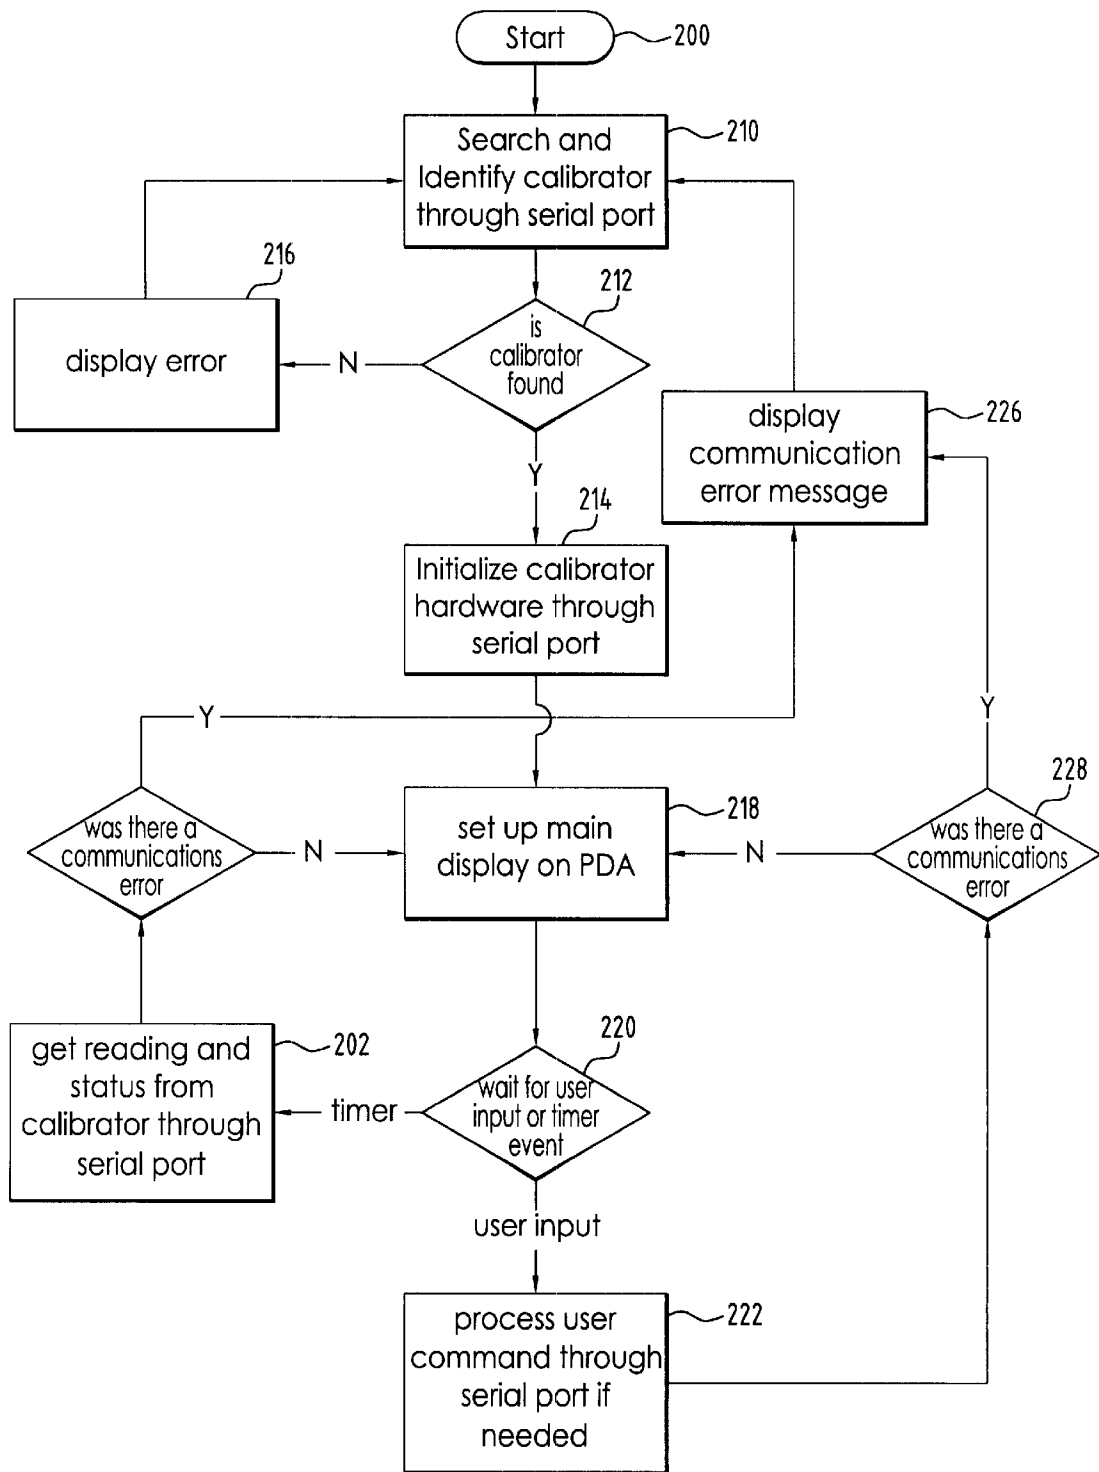 Start
200
Search and
Identify calibrator
through serial port
210
216
display error
N
is
calibrator
found
212
Y
display
communication
error message
226
214
Initialize calibrator
hardware through
serial port
Y
Y
was there a
communications
error
N
set up main
display on PDA
218
N
was there a
communications
error
228
get reading and
status from
calibrator through
serial port
202
timer
wait for user
input or timer
event
220
user input
process user
command through
serial port if
needed
222